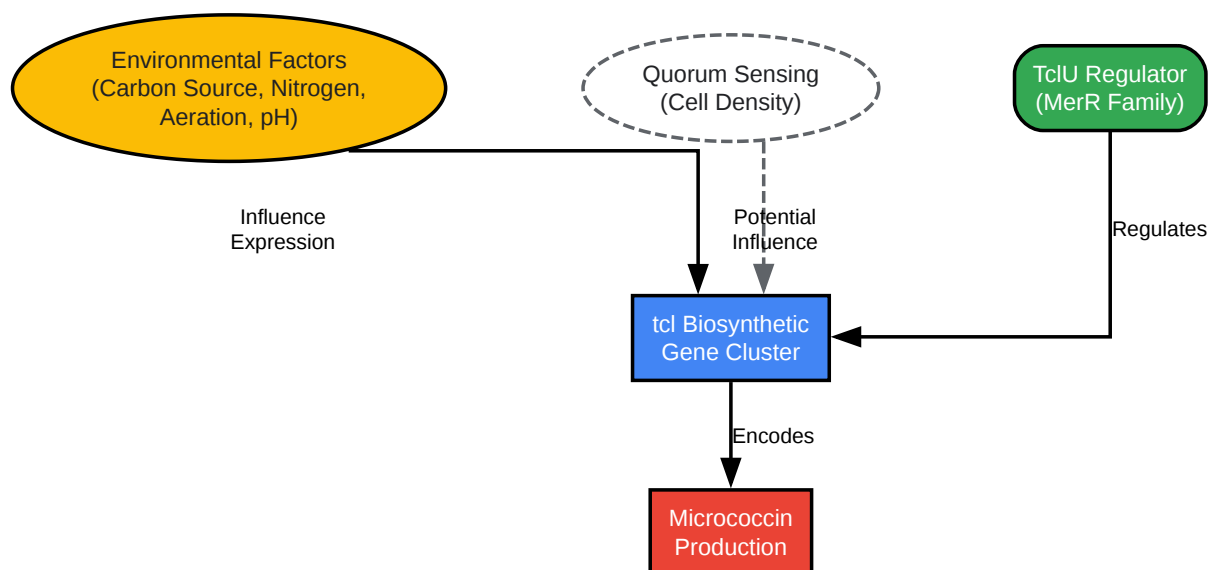 Environmental Factors
(Carbon Source, Nitrogen,
Aeration, pH)
Quorum Sensing
(Cell Density)
TclU Regulator
(MerR Family)
Influence
Expression
Potential
Influence
Regulates
tcl Biosynthetic
Gene Cluster
Encodes
Micrococcin
Production